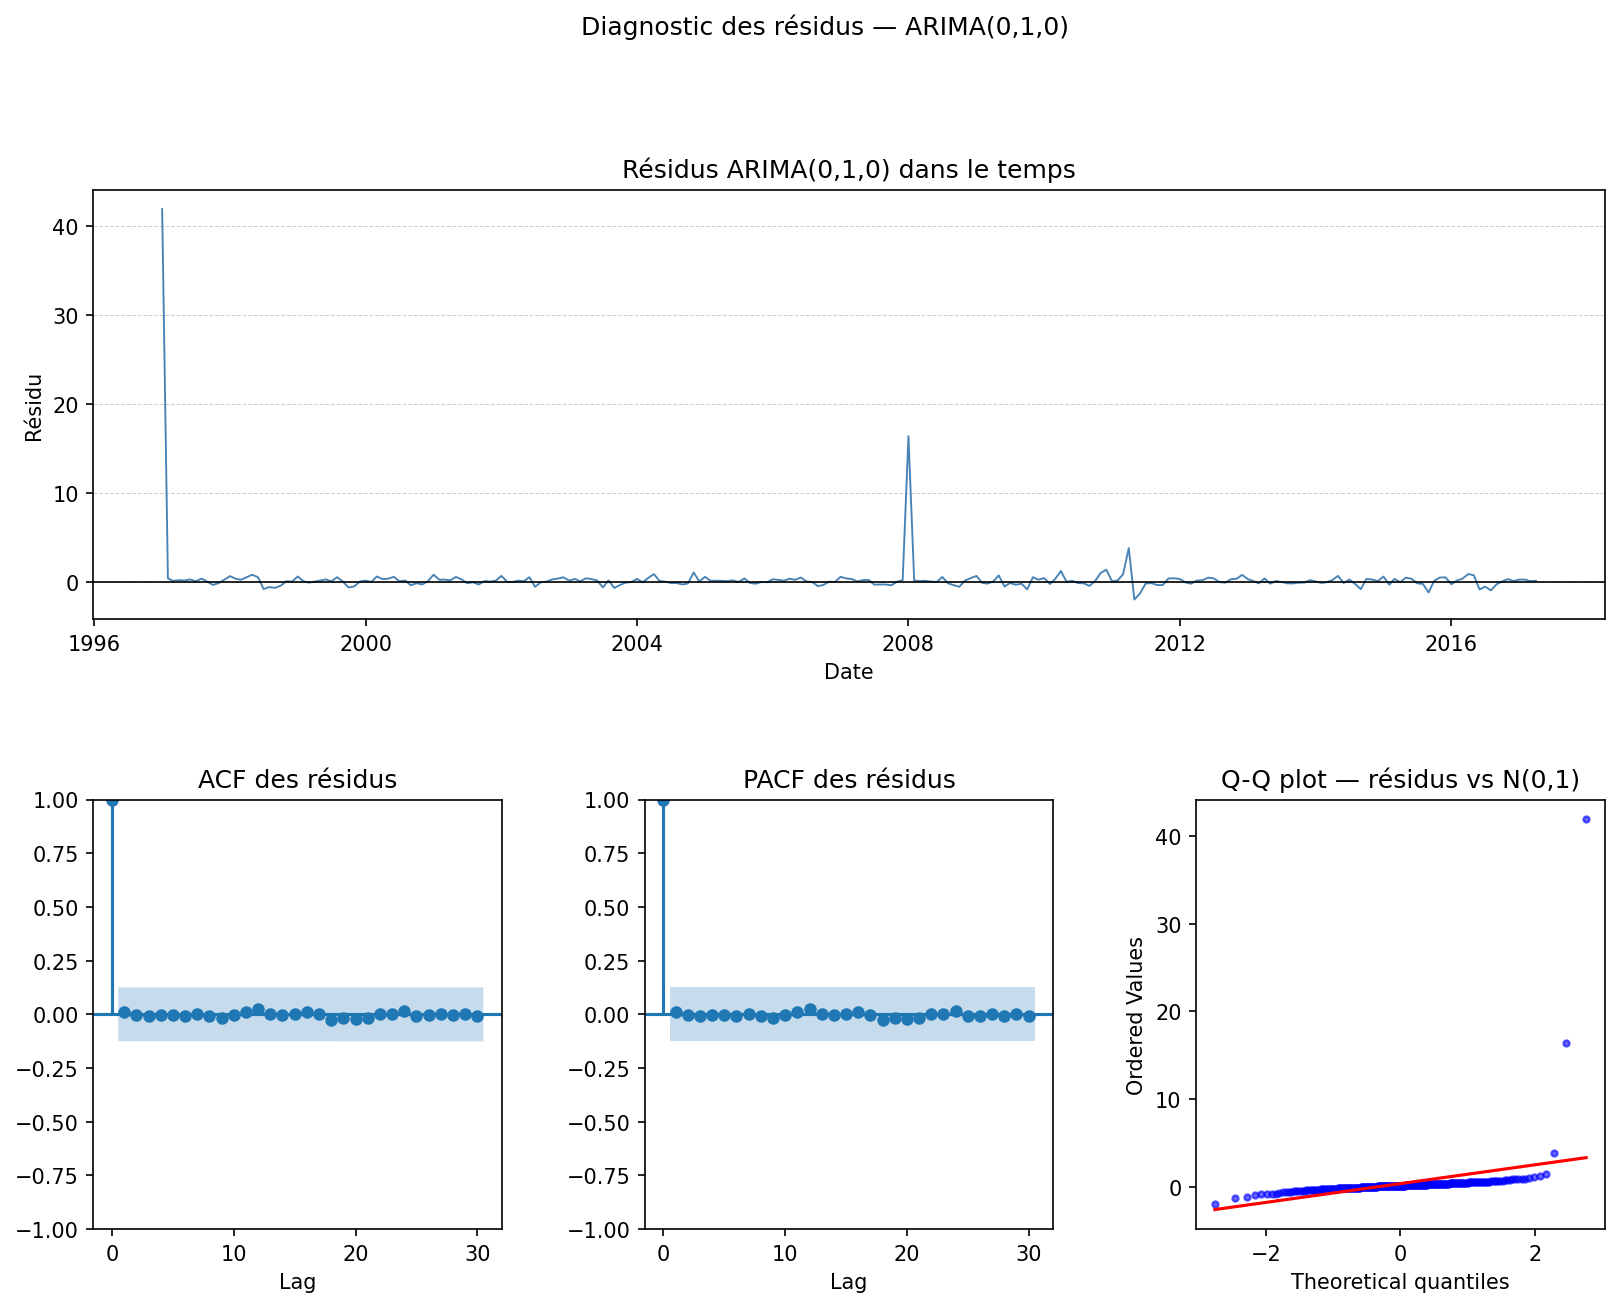 Diagnostic des résidus — ARIMA(0,1,0)
Résidus ARIMA(0,1,0) dans le temps
40
30
20
10
0
Résidu
1996 2000 2004 2008 2012 2016
Date
ACF des résidus
1.00
0.75
0.50
0.25
0.00
−0.25
−0.50
−0.75
−1.00
0 10 20 30
Lag
PACF des résidus
1.00
0.75
0.50
0.25
0.00
−0.25
−0.50
−0.75
−1.00
0 10 20 30
Lag
Q-Q plot — résidus vs N(0,1)
40
30
20
10
0
Ordered Values
−2 0 2
Theoretical quantiles